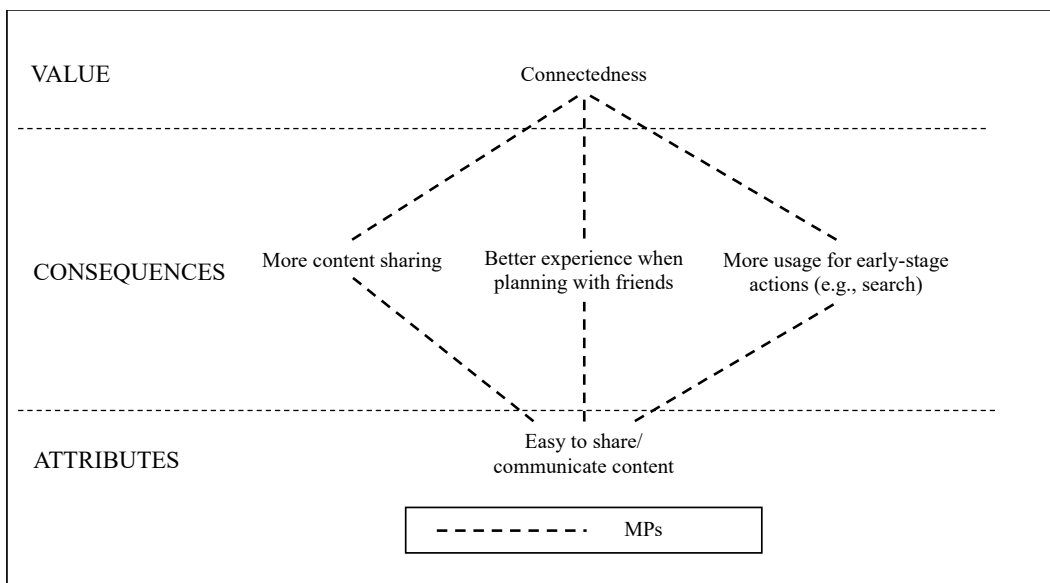 VALUE
Connectedness
CONSEQUENCES
More content sharing
Better experience when
planning with friends
More usage for early-stage
actions (e.g., search)
ATTRIBUTES
Easy to share/
communicate content
MPs